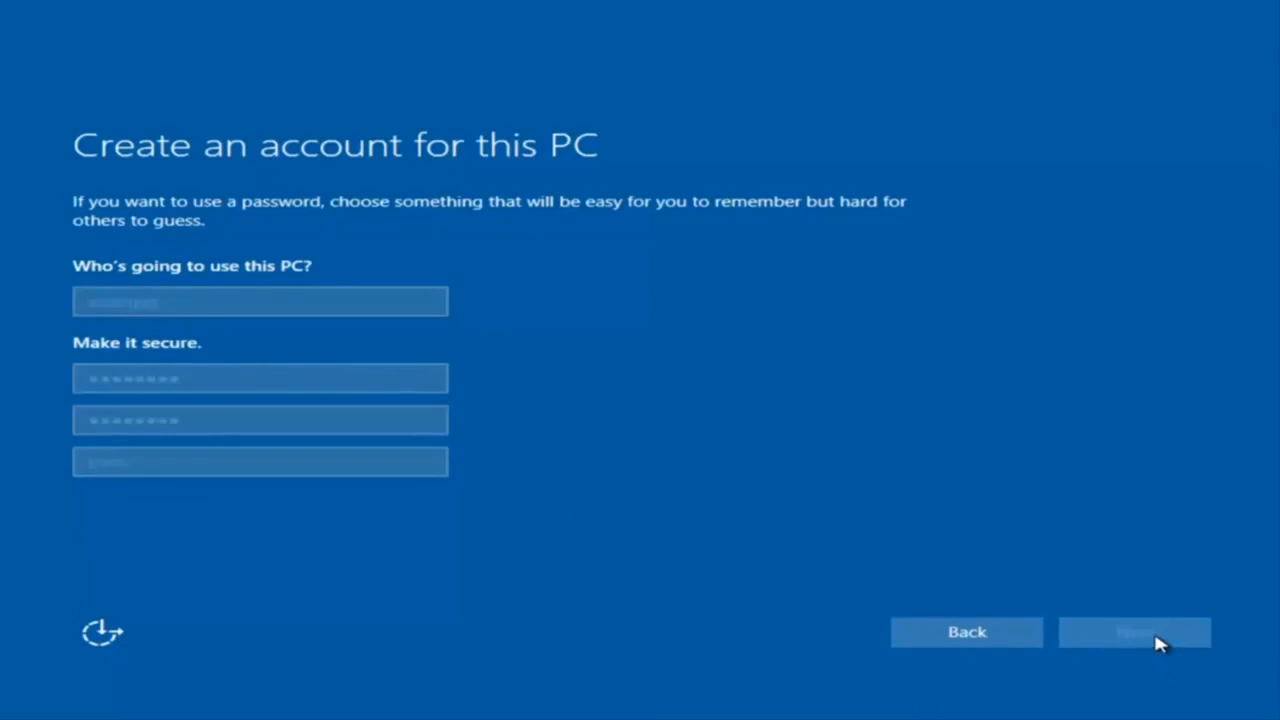 Create an account for this PC
If you want to use a password, choose something that will be easy for you to remember but hard for
others to guess.
Who's going to use this PC?
Make it secure.
Back